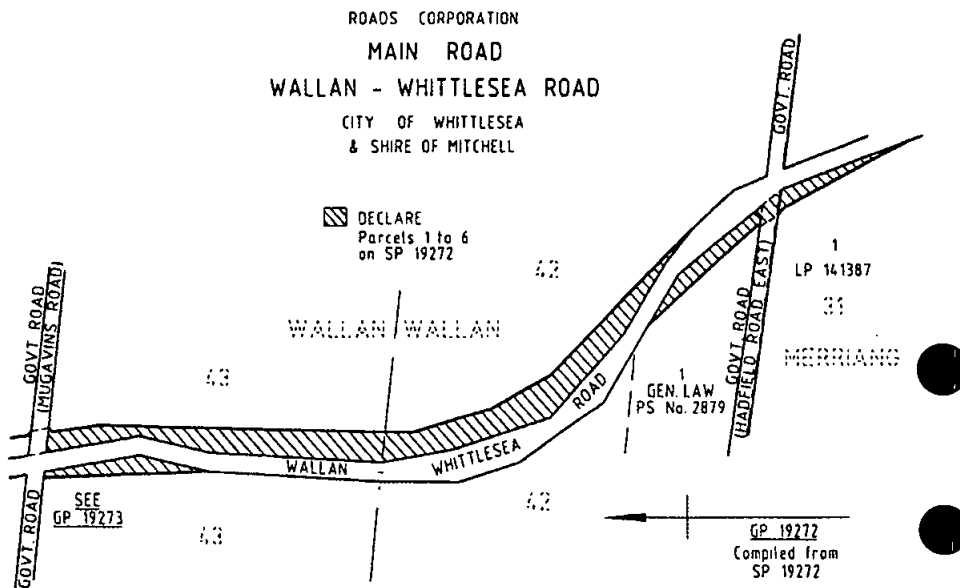 ROADS CORPORATION
MAIN ROAD
WALLAN - WHITTLESEA ROAD
CITY OF WHITTLESEA
& SHIRE OF MITCHELL
DECLARE
Parcels 1 to 6
on SP 19272
GOVT. ROAD
42
1
LP 141387
31
MERRIANG
GOVT. ROAD
(MUGAVINS ROAD)
WALLAN
WALLAN
43
1
GEN. LAW
PS No. 2879
GOVT ROAD
(HADFIELD ROAD EAST)
WALLAN - WHITTLESEA ROAD
SEE
GP 19273
GOVT. ROAD
43
42
GP 19272
Compiled from
SP 19272